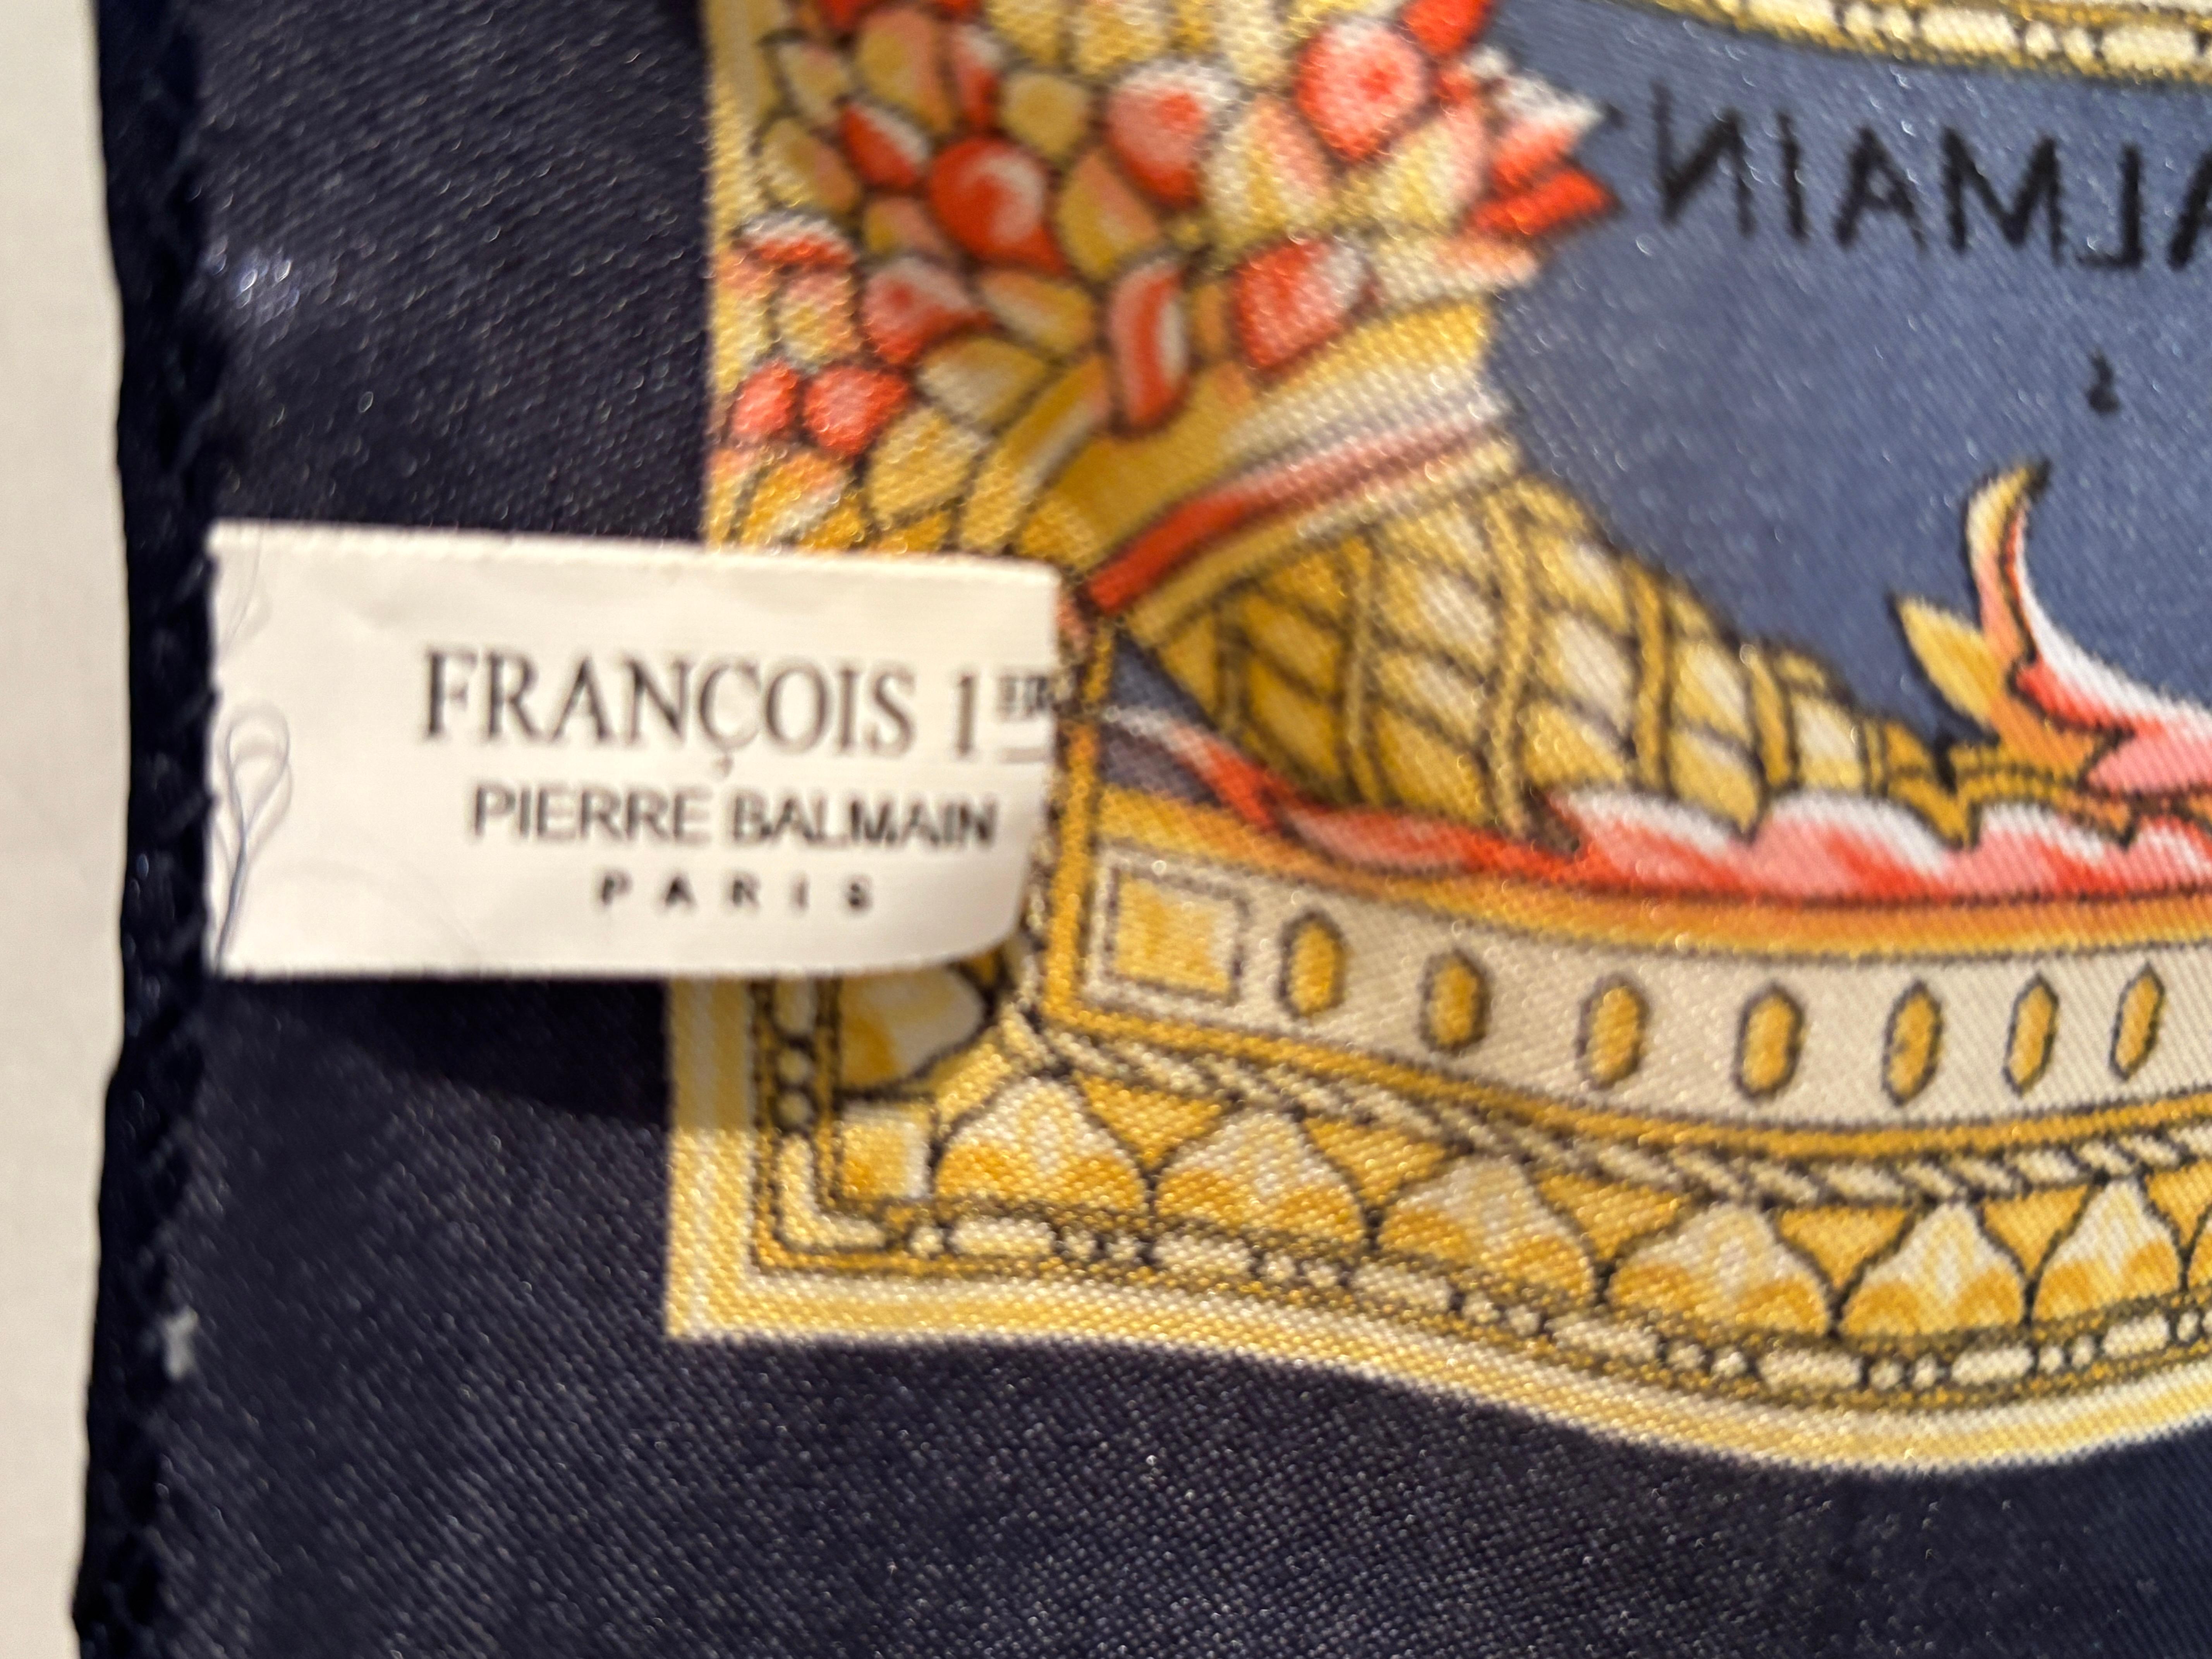 ALMAIN
FRANÇOIS 1ER
PIERRE BALMAIN
PARIS